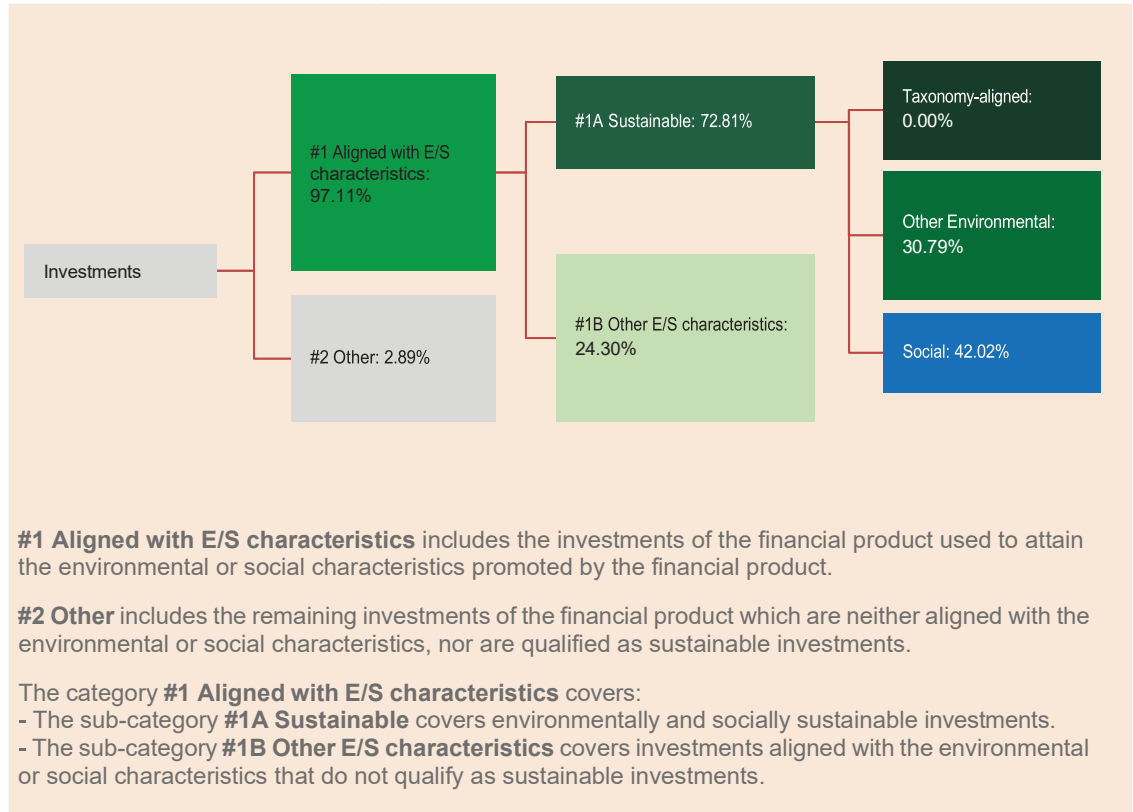 Investments
#1 Aligned with E/S
characteristics:
97.11%
#2 Other: 2.89%
#1A Sustainable: 72.81%
#1B Other E/S characteristics:
24.30%
Taxonomy-aligned:
0.00%
Other Environmental:
30.79%
Social: 42.02%
#1 Aligned with E/S characteristics includes the investments of the financial product used to attain
the environmental or social characteristics promoted by the financial product.
#2 Other includes the remaining investments of the financial product which are neither aligned with the
environmental or social characteristics, nor are qualified as sustainable investments.
The category #1 Aligned with E/S characteristics covers:
- The sub-category #1A Sustainable covers environmentally and socially sustainable investments.
- The sub-category #1B Other E/S characteristics covers investments aligned with the environmental
or social characteristics that do not qualify as sustainable investments.